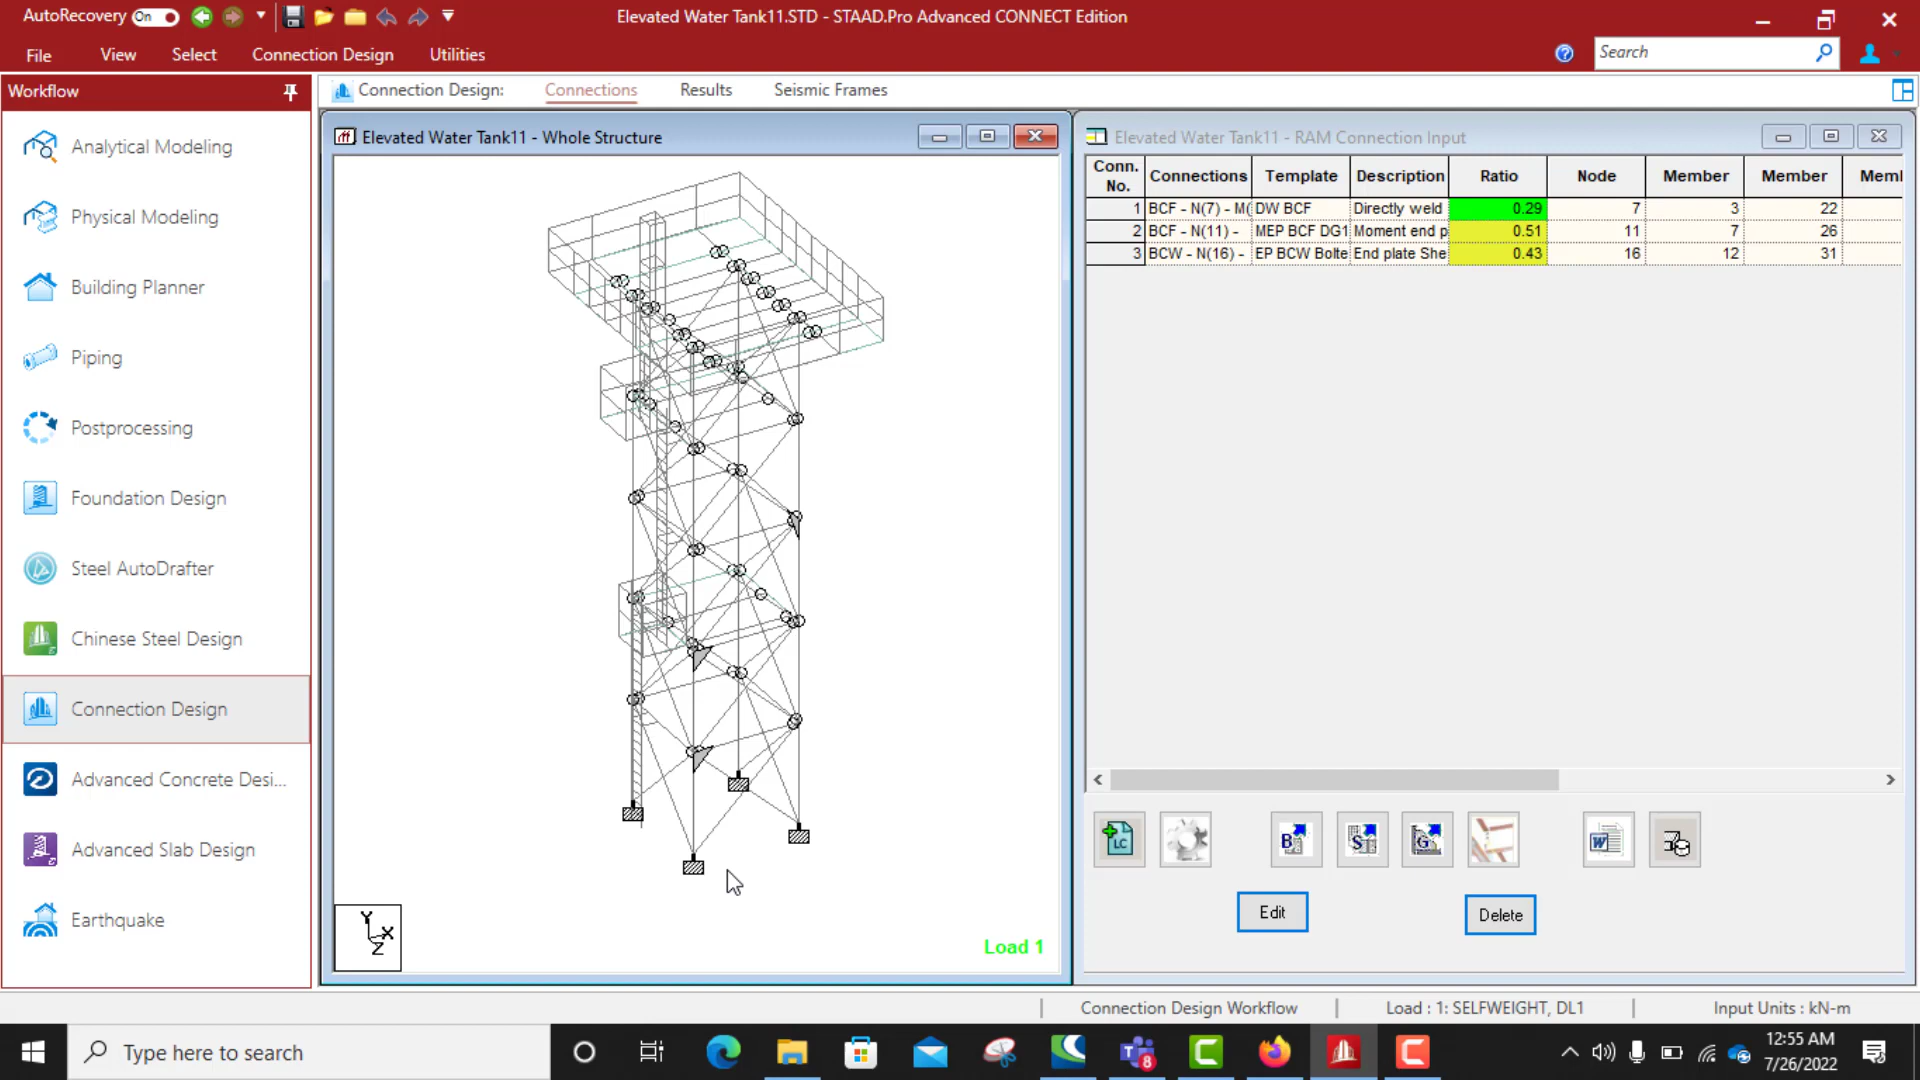 AutoRecovery On
Elevated Water Tank11.STD - STAAD.Pro Advanced CONNECT Edition
File View Select Connection Design Utilities
Search
Workflow
Connection Design: Connections Results Seismic Frames
Analytical Modeling
Physical Modeling
Building Planner
Piping
Postprocessing
Foundation Design
Steel AutoDrafter
Chinese Steel Design
Connection Design
Advanced Concrete Desi...
Advanced Slab Design
Earthquake
Elevated Water Tank11 - Whole Structure
Y
X
Z
Load 1
Elevated Water Tank11 - RAM Connection Input
Conn. No. Connections Template Description Ratio Node Member Member Meml
1 BCF - N(7) - M( DW BCF Directly weld 0.29 7 3 22
2 BCF - N(11) - MEP BCF DG1 Moment end p 0.51 11 7 26
3 BCW - N(16) - EP BCW Bolte End plate She 0.43 16 12 31
LC B S G W
Edit Delete
Connection Design Workflow Load : 1: SELFWEIGHT, DL1 Input Units : kN-m
Type here to search
8
12:55 AM
7/26/2022